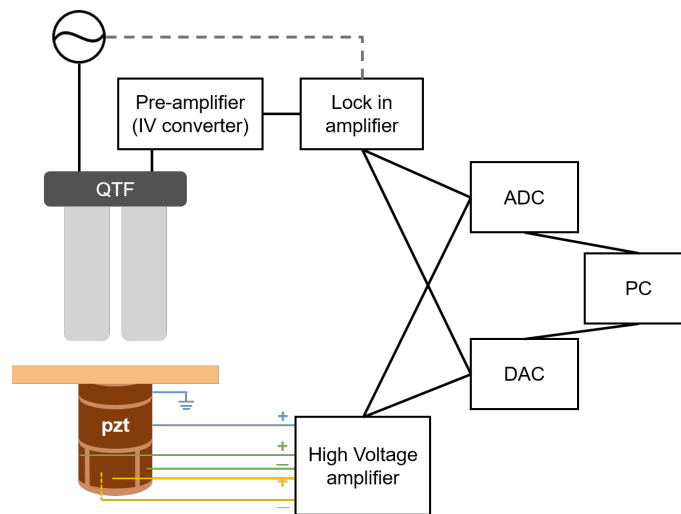 Pre-amplifier
(IV converter)
Lock in
amplifier
QTF
ADC
PC
DAC
pzt
+
+
–
+
–
High Voltage
amplifier